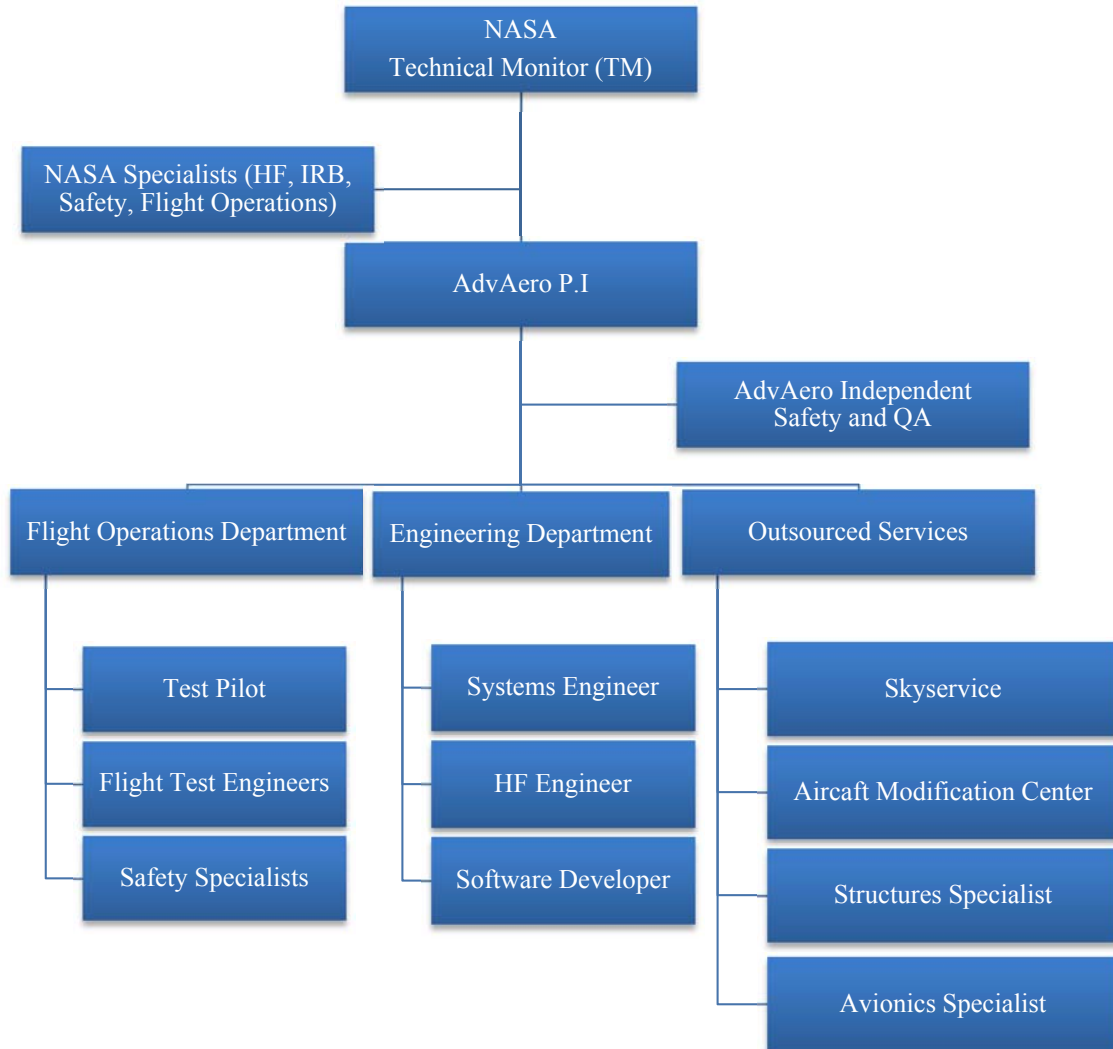 NASA
Technical Monitor (TM)
NASA Specialists (HF, IRB,
Safety, Flight Operations)
AdvAero P.I
AdvAero Independent
Safety and QA
Flight Operations Department
Engineering Department
Outsourced Services
Test Pilot
Flight Test Engineers
Safety Specialists
Systems Engineer
HF Engineer
Software Developer
Skyservice
Aircaft Modification Center
Structures Specialist
Avionics Specialist